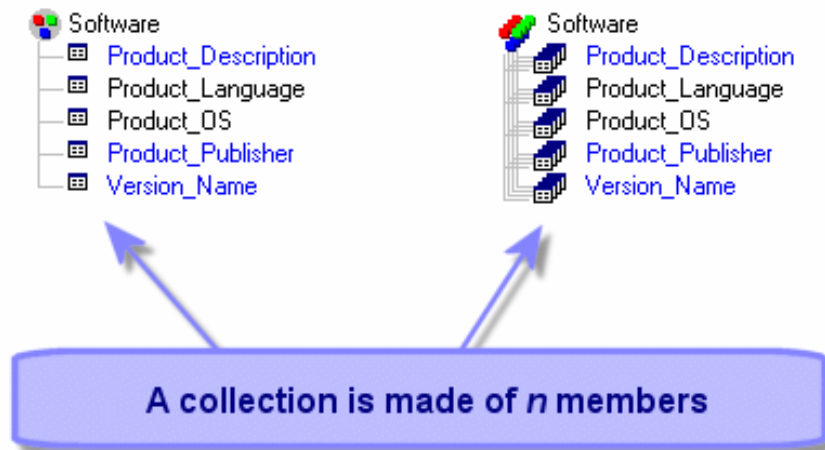 Software
Product_Description
Product_Language
Product_OS
Product_Publisher
Version_Name
Software
Product_Description
Product_Language
Product_OS
Product_Publisher
Version_Name
A collection is made of n members